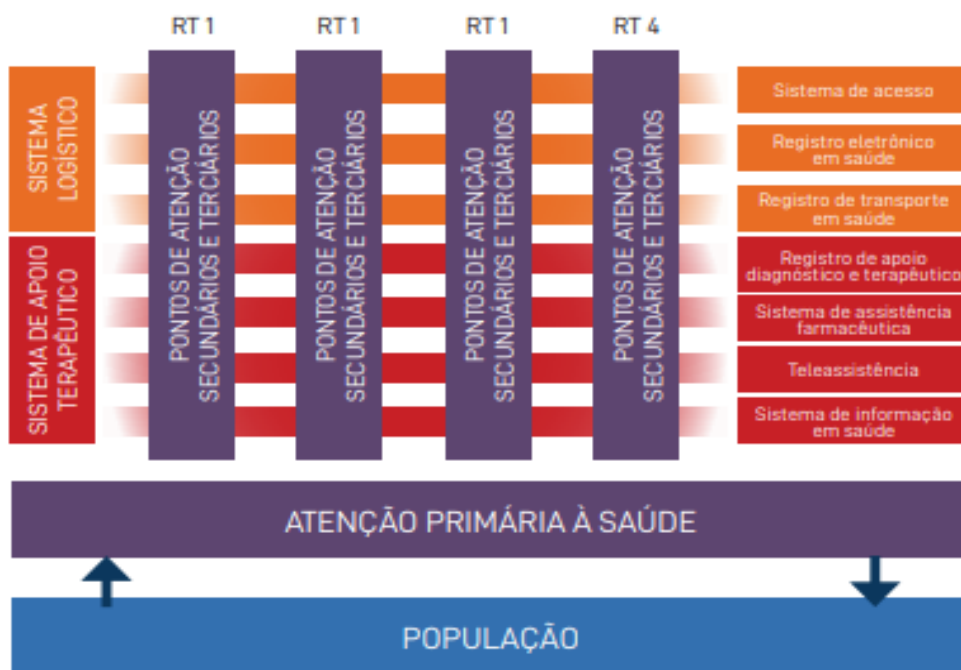 RT 1
RT 1
RT 1
RT 4
SISTEMA
LOGÍSTICO
SISTEMA DE APOIO
TERAPÊUTICO
PONTOS DE ATENÇÃO
SECUNDÁRIOS E TERCIÁRIOS
PONTOS DE ATENÇÃO
SECUNDÁRIOS E TERCIÁRIOS
PONTOS DE ATENÇÃO
SECUNDÁRIOS E TERCIÁRIOS
PONTOS DE ATENÇÃO
SECUNDÁRIOS E TERCIÁRIOS
Sistema de acesso
Registro eletrônico
em saúde
Registro de transporte
em saúde
Registro de apoio
diagnóstico e terapêutico
Sistema de assistência
farmacêutica
Teleassistência
Sistema de informação
em saúde
ATENÇÃO PRIMÁRIA À SAÚDE
POPULAÇÃO